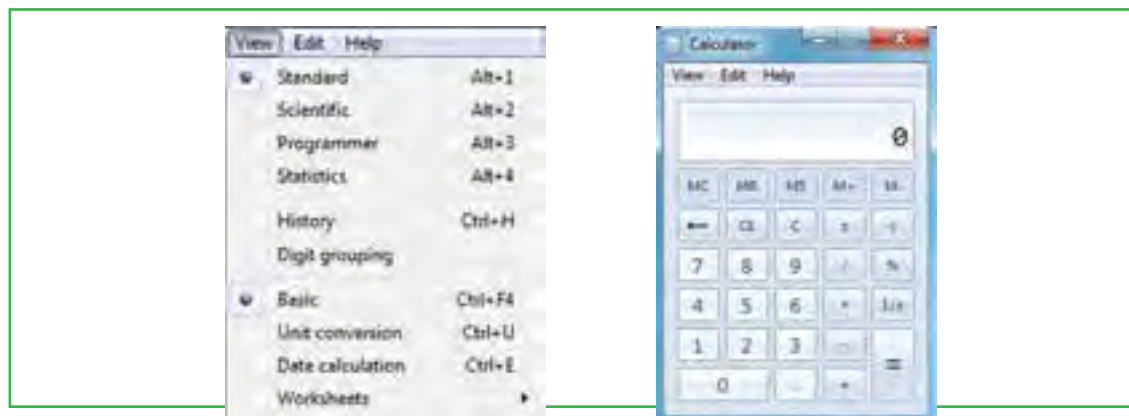 View Edit Help
Standard Alt+1
Scientific Alt+2
Programmer Alt+3
Statistics Alt+4
History Ctrl+H
Digit grouping
Basic Ctrl+F4
Unit conversion Ctrl+U
Date calculation Ctrl+E
Worksheets
Calculator
View Edit Help
0
MC MR MS M+ M-
CE C
7 8 9 / %
4 5 6 * 1/x
1 2 3 - =
0 . +